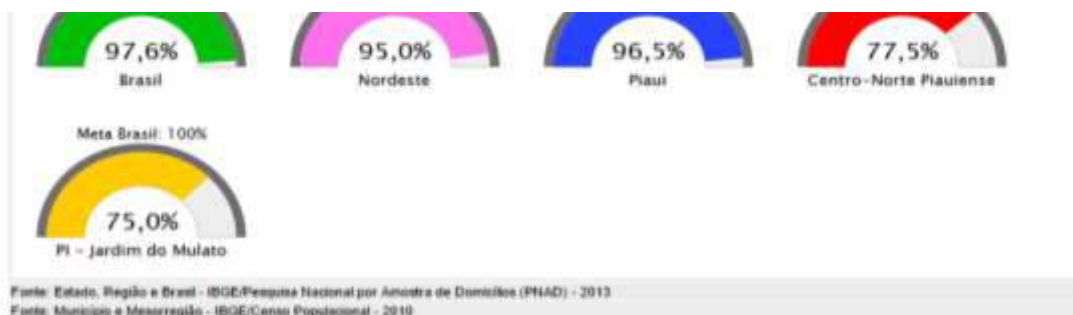 97,6%
Brasil
95,0%
Nordeste
96,5%
Piauí
77,5%
Centro-Norte Piauiense
Meta Brasil: 100%
75,0%
PI - Jardim do Mulato
Fonte: Estado, Região e Brasil - IBGE/Pesquisa Nacional por Amostra de Domicílios (PNAD) - 2013
Fonte: Município e Mesorregião - IBGE/Censo Populacional - 2010